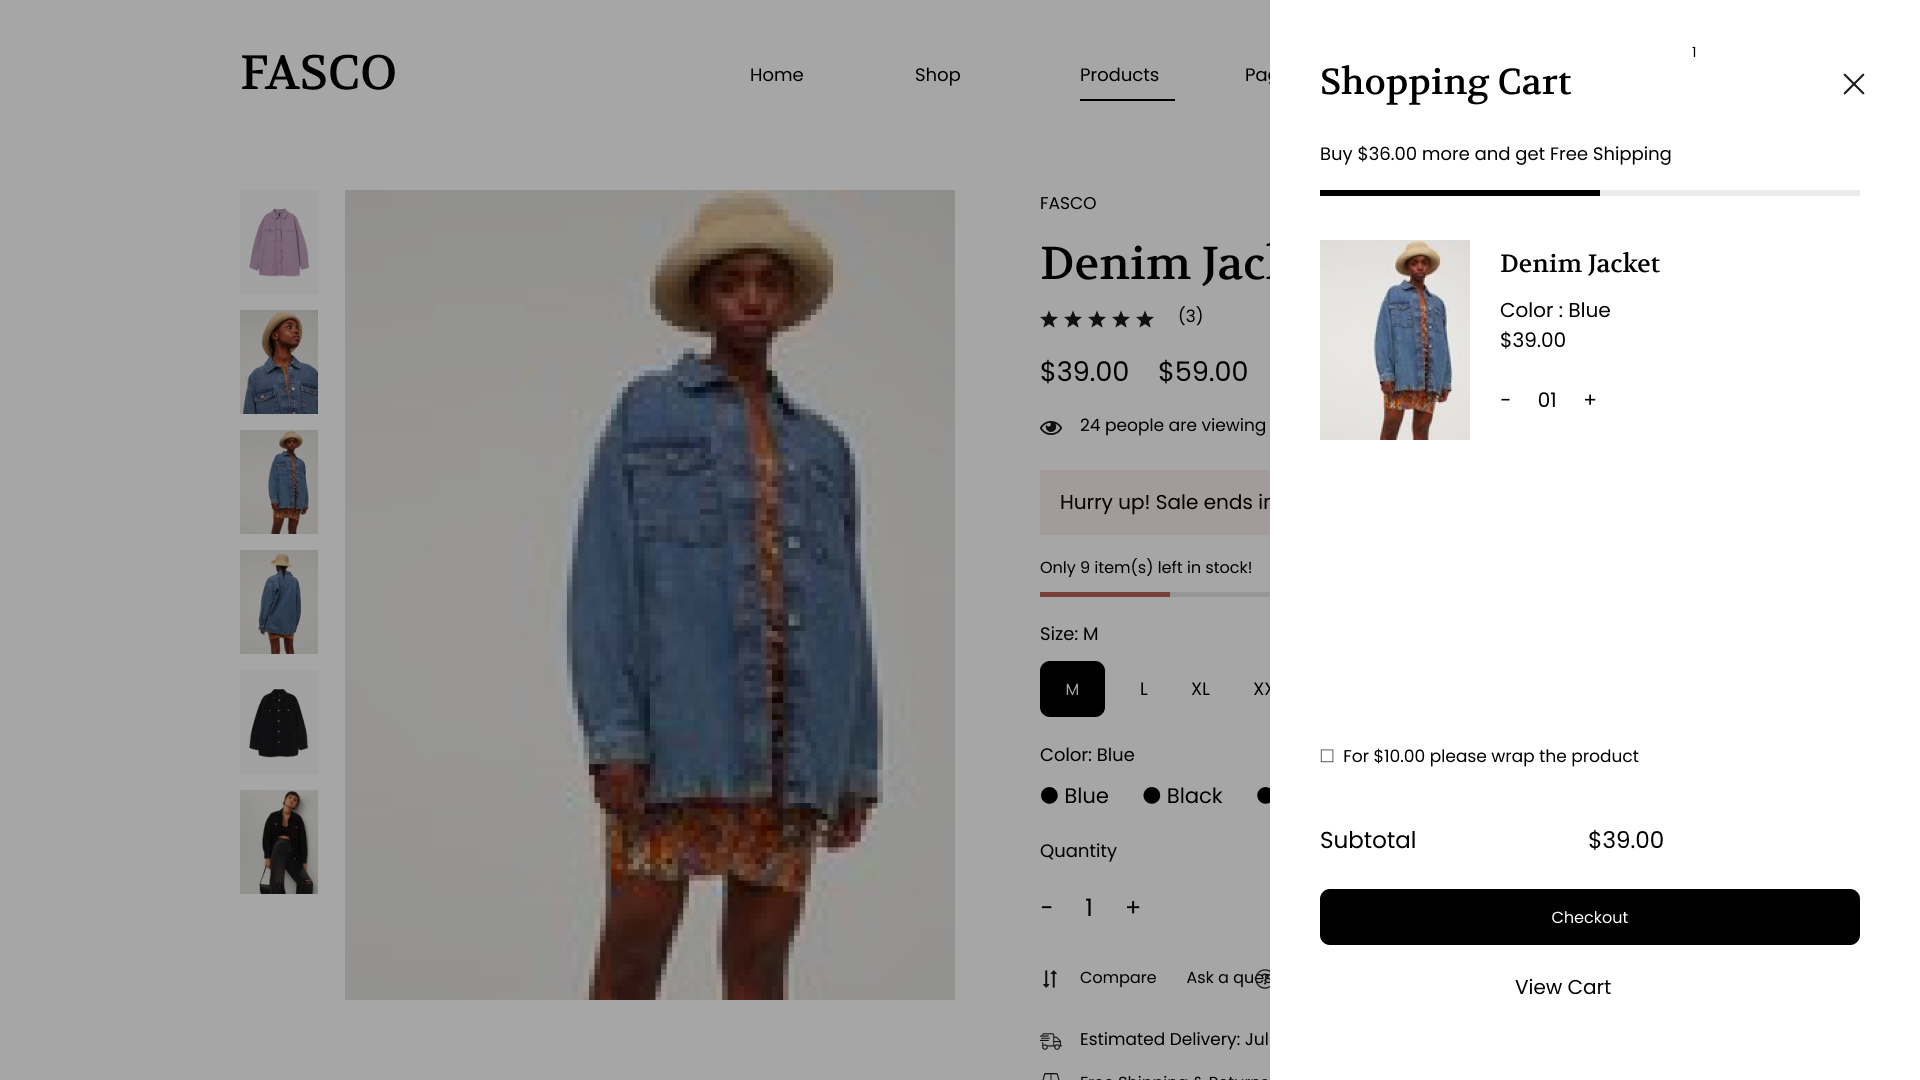 FASCO
Home
Shop
Products
FASCO
Denim
$39.00 $59.00
(3)
24 people are viewing
Hurry up! Sale ends
Only 9 item(s) left in stock!
Size: M
M L XL
Color: Blue
Blue Black
Quantity
- 1 +
Compare
Ask a
Estimated Delivery:
1
Shopping Cart
Buy $36.00 more and get Free Shipping
Denim Jacket
Color : Blue
$39.00
- 01 +
For $10.00 please wrap the product
Subtotal $39.00
Checkout
View Cart